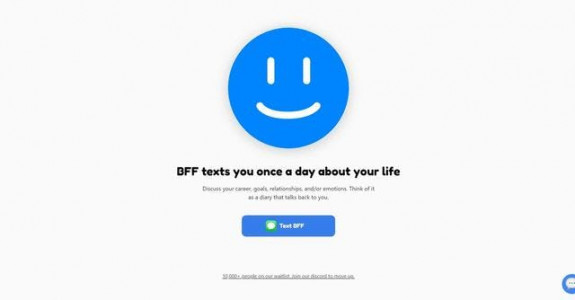 BFF texts you once a day about your life
Discuss your career, goals, relationships, and/or emotions. Think of it
as a diary that talks back to you.
Text BFF
10,000+ people on our waitlist. Join our discord to move up.